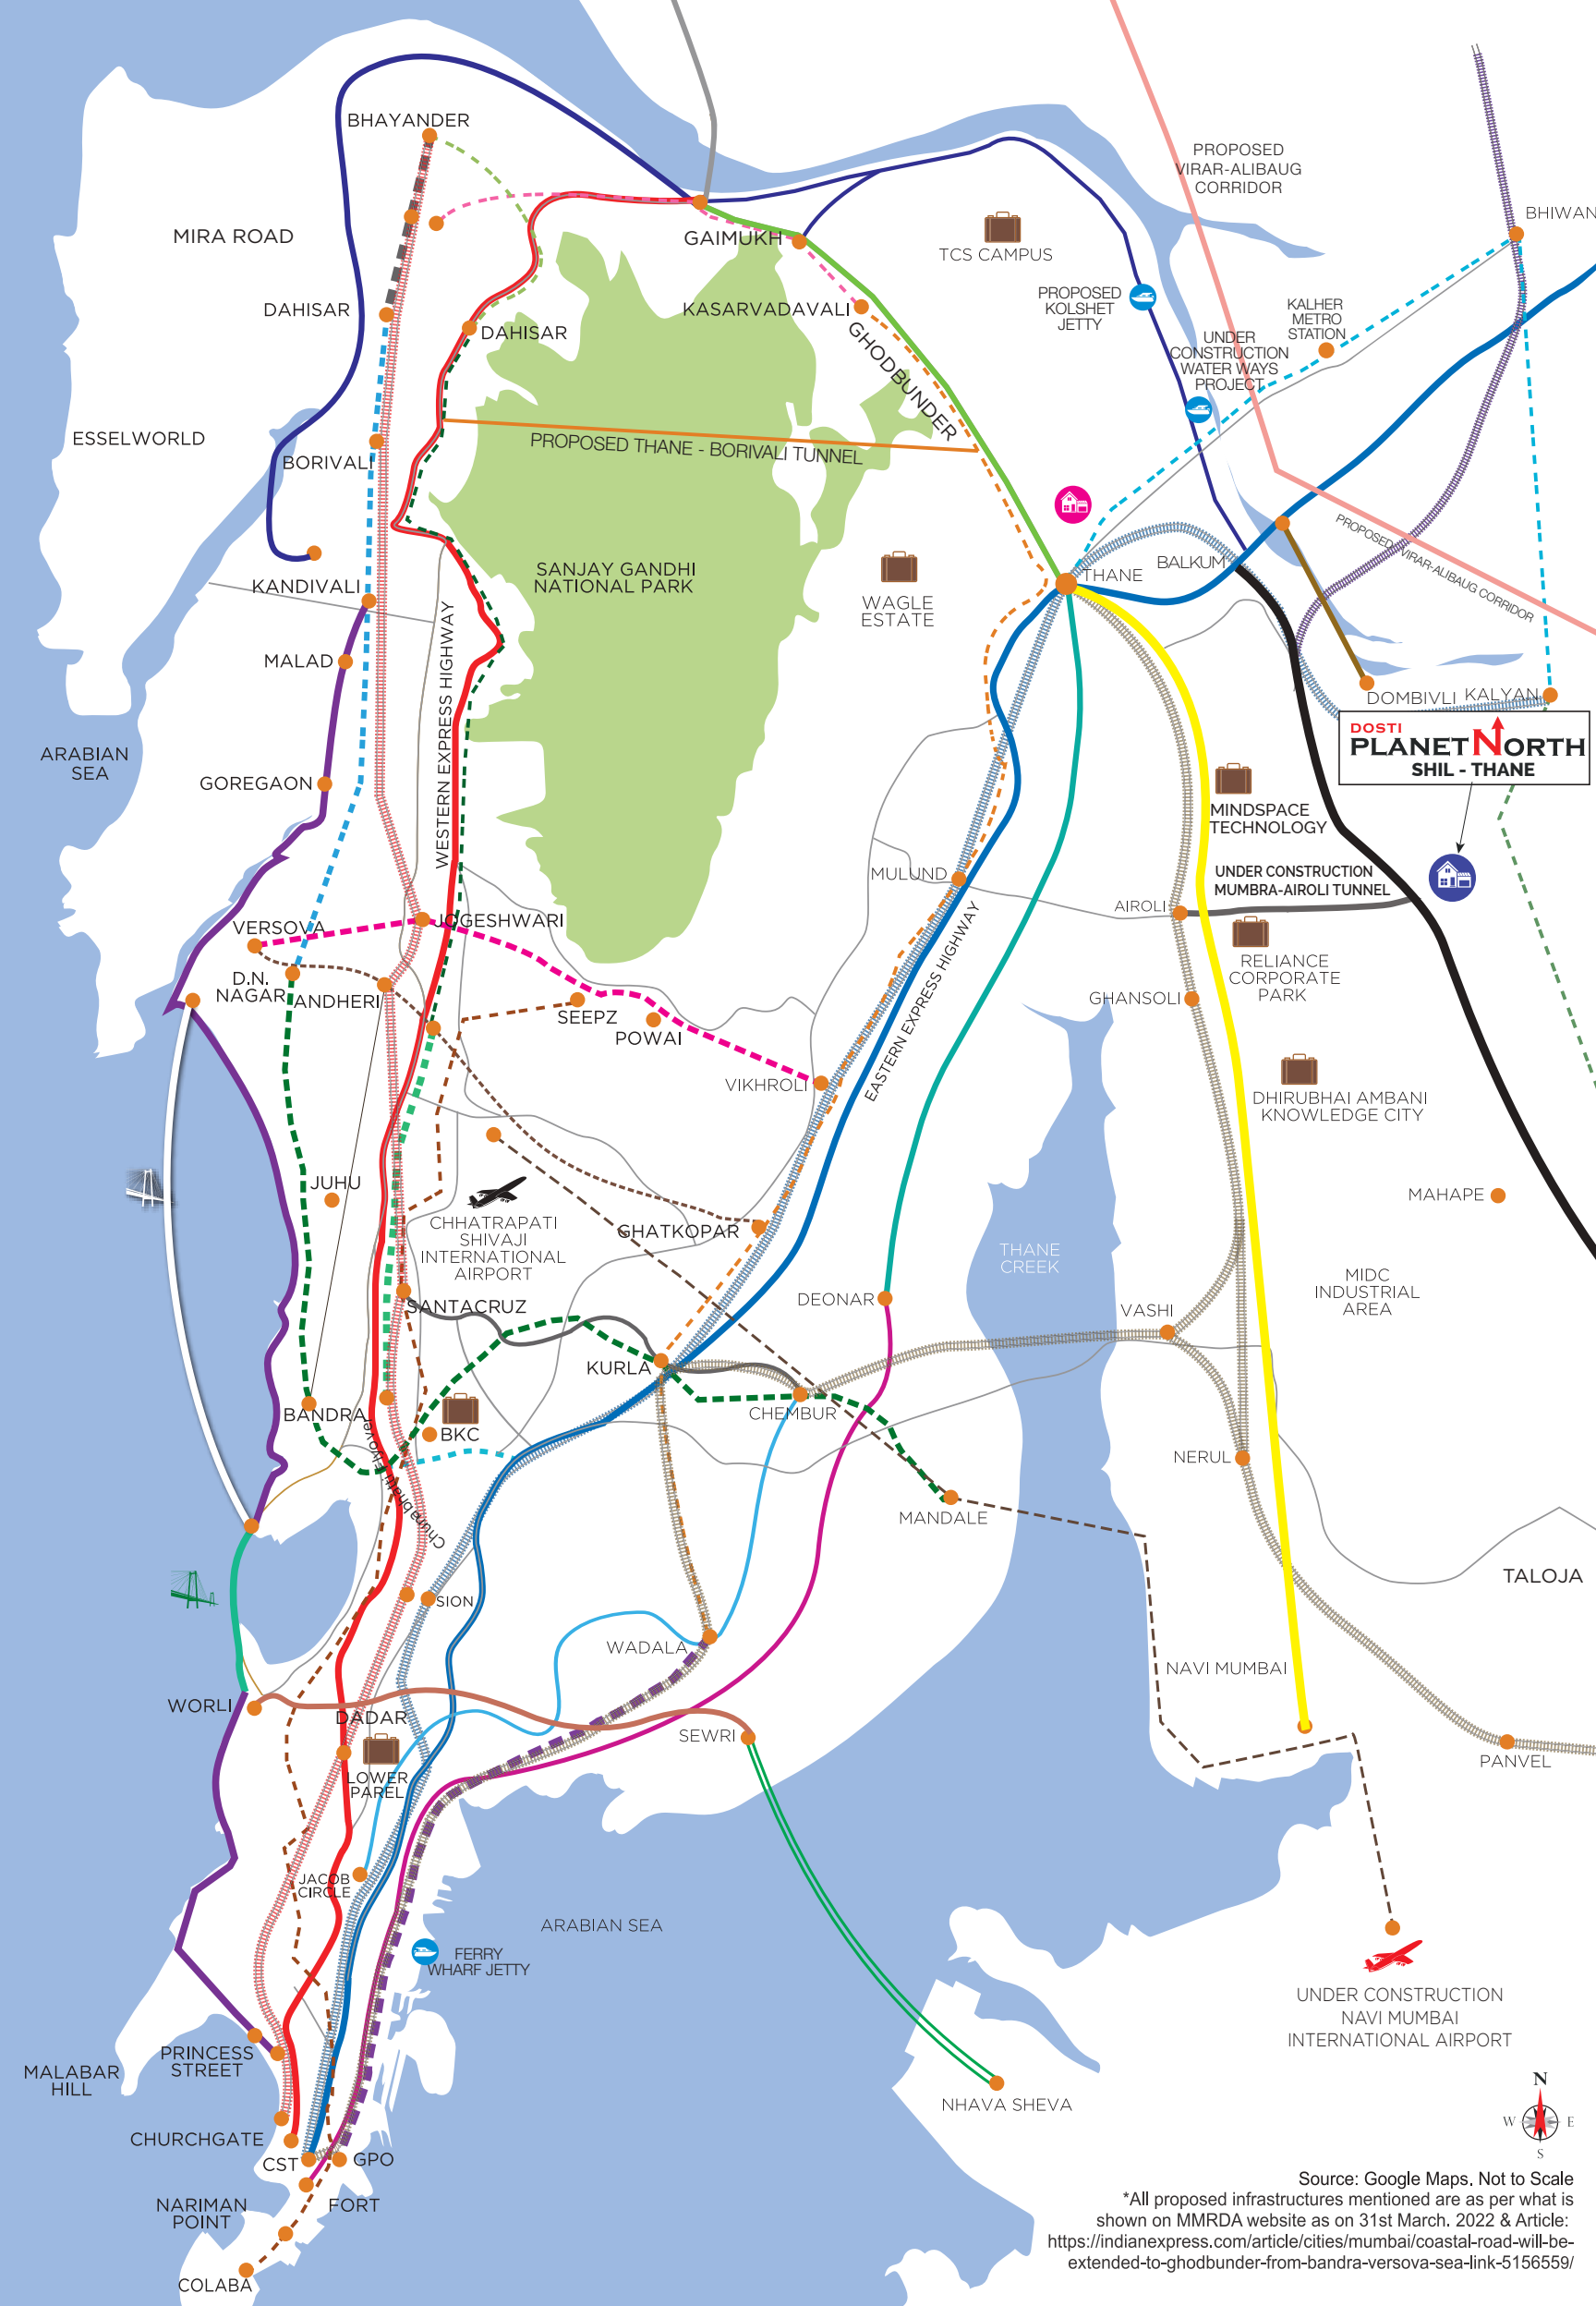 BHAYANDER
PROPOSED
VIRAR-ALIBAUG
CORRIDOR
BHIWAN
MIRA ROAD
GAIMUKH
TCS CAMPUS
PROPOSED
KOLSHET
JETTY
KALHER
METRO
STATION
DAHISAR
DAHISAR
KASARVADAVALI
GHODBUNDER
UNDER
CONSTRUCTION
WATER WAYS
PROJECT
ESSELWORLD
BORIVALI
PROPOSED THANE - BORIVALI TUNNEL
PROPOSED VIRAR-ALIBAUG CORRIDOR
SANJAY GANDHI
NATIONAL PARK
KANDIVALI
WAGLE
ESTATE
THANE
BALKUM
MALAD
WESTERN EXPRESS HIGHWAY
DOMBIVLI
KALYAN
DOSTI
PLANET NORTH
SHIL - THANE
ARABIAN
SEA
GOREGAON
MINDSPACE
TECHNOLOGY
MULUND
UNDER CONSTRUCTION
MUMBRA-AIROLI TUNNEL
AIROLI
VERSOVA
JOGESHWARI
EASTERN EXPRESS HIGHWAY
RELIANCE
CORPORATE
PARK
D.N.
NAGAR
ANDHERI
GHANSOLI
SEEPZ
POWAI
VIKHROLI
DHIRUBHAI AMBANI
KNOWLEDGE CITY
JUHU
MAHAPE
CHHATRAPATI
SHIVAJI
INTERNATIONAL
AIRPORT
GHATKOPAR
THANE
CREEK
MIDC
INDUSTRIAL
AREA
SANTACRUZ
DEONAR
VASHI
KURLA
BANDRA
BKC
CHEMBUR
Chunabhatti Flyover
NERUL
MANDALE
SION
TALOJA
WADALA
NAVI MUMBAI
WORLI
DADAR
SEWRI
LOWER
PAREL
PANVEL
JACOB
CIRCLE
ARABIAN SEA
FERRY
WHARF JETTY
UNDER CONSTRUCTION
NAVI MUMBAI
INTERNATIONAL AIRPORT
PRINCESS
STREET
MALABAR
HILL
NHAVA SHEVA
N
W
E
S
CHURCHGATE
CST
GPO
NARIMAN
POINT
FORT
COLABA
Source: Google Maps. Not to Scale
*All proposed infrastructures mentioned are as per what is
shown on MMRDA website as on 31st March. 2022 & Article:
https://indianexpress.com/article/cities/mumbai/coastal-road-will-be-
extended-to-ghodbunder-from-bandra-versova-sea-link-5156559/